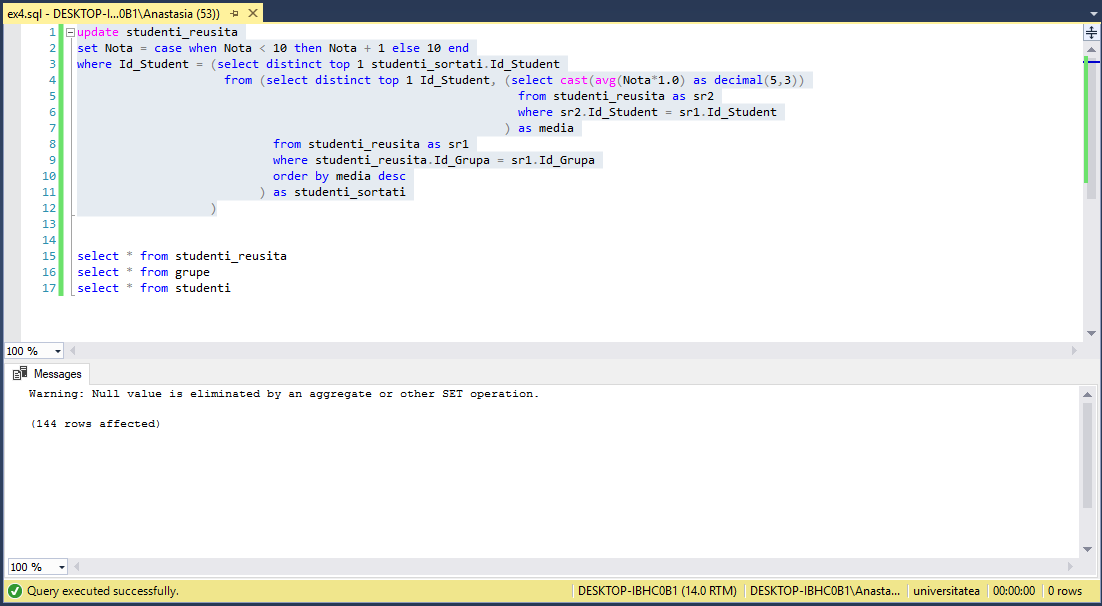 ex4.sql - DESKTOP-I...0B1\Anastasia (53))
1 update studenti_reusita
2 set Nota = case when Nota < 10 then Nota + 1 else 10 end
3 where Id_Student = (select distinct top 1 studenti_sortati.Id_Student
4 from (select distinct top 1 Id_Student, (select cast(avg(Nota*1.0) as decimal(5,3))
5 from studenti_reusita as sr2
6 where sr2.Id_Student = sr1.Id_Student
7 ) as media
8 from studenti_reusita as sr1
9 where studenti_reusita.Id_Grupa = sr1.Id_Grupa
10 order by media desc
11 ) as studenti_sortati
12 )
13
14
15 select * from studenti_reusita
16 select * from grupe
17 select * from studenti
100 %
Messages
Warning: Null value is eliminated by an aggregate or other SET operation.
(144 rows affected)
100 %
Query executed successfully. DESKTOP-IBHC0B1 (14.0 RTM) DESKTOP-IBHC0B1\Anasta... universitatea 00:00:00 0 rows